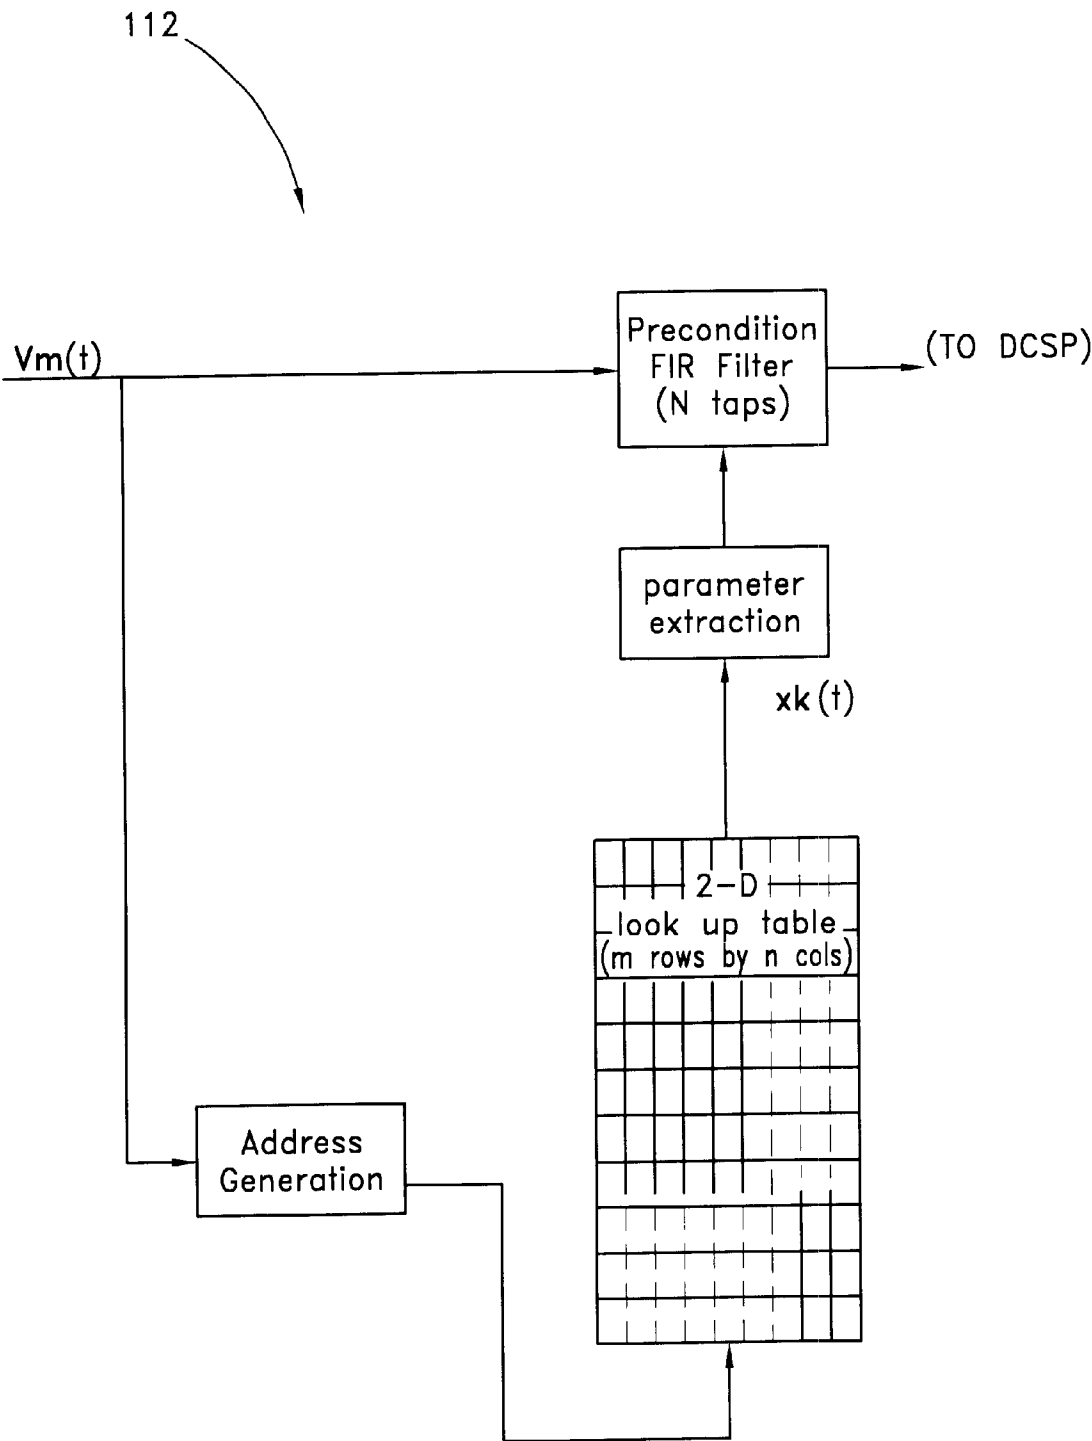 112
Vm(t)
Precondition
FIR Filter
(N taps)
(TO DCSP)
parameter
extraction
xk(t)
2-D
look up table
(m rows by n cols)
Address
Generation